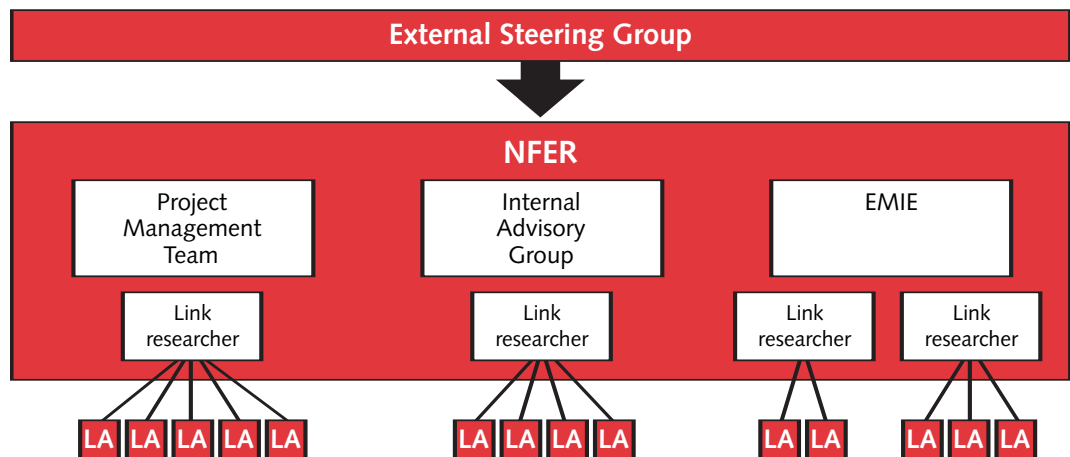 External Steering Group
NFER
Project
Management
Team
Internal
Advisory
Group
EMIE
Link
researcher
Link
researcher
Link
researcher
Link
researcher
LA LA LA LA LA
LA LA LA LA
LA LA
LA LA LA